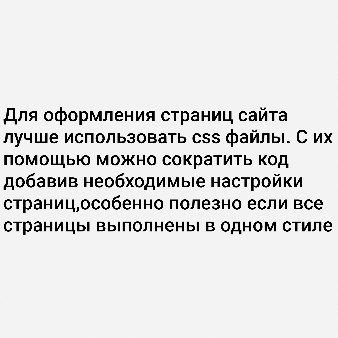 Для оформления страниц сайта
лучше использовать css файлы. С их
помощью можно сократить код
добавив необходимые настройки
страниц,особенно полезно если все
страницы выполнены в одном стиле